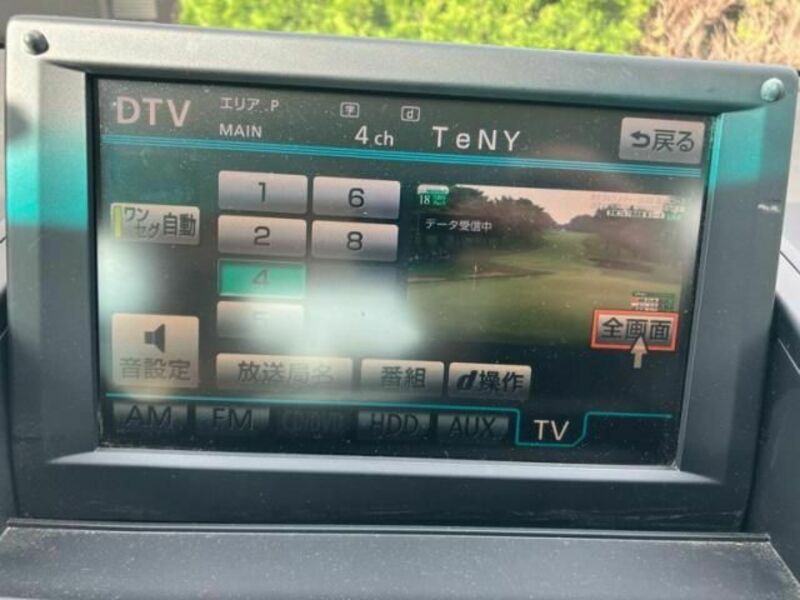 DTV エリア P 字 d
MAIN 4ch TeNY 戻る
ワンセグ 自動
1 6
2 8
4
18
データ受信中
全画面
音設定
放送局名 番組 d操作
AM FM HDD AUX TV